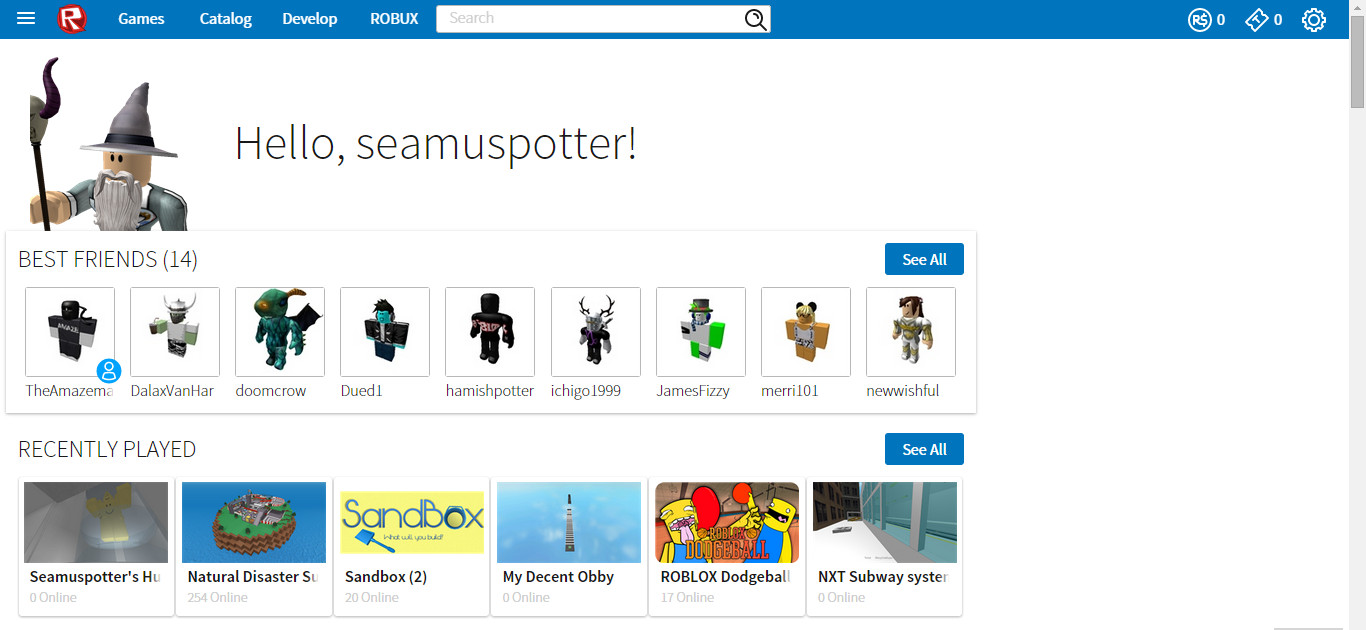 R Games Catalog Develop ROBUX Search R$ 0 0
Hello, seamuspotter!
BEST FRIENDS (14) See All
AMAZE
TheAmazema DalaxVanHar doomcrow Dued1 hamishpotter ichigo1999 JamesFizzy merri101 newwishful
RECENTLY PLAYED See All
SandBox
What will you build?
ROBLOX
DODGEBALL
Seamuspotter's Hu Natural Disaster Su Sandbox (2) My Decent Obby ROBLOX Dodgeball NXT Subway syster
0 Online 254 Online 20 Online 0 Online 17 Online 0 Online